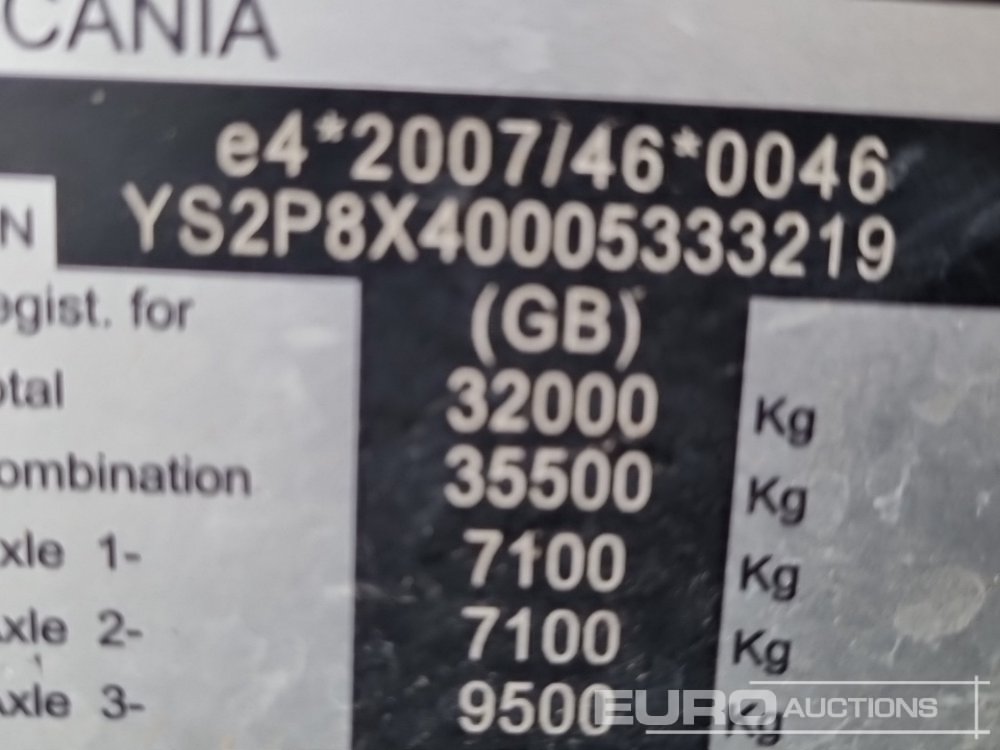 CANIA
e4*2007/46*0046
N YS2P8X40005333219
egist. for (GB)
otal 32000 Kg
ombination 35500 Kg
xle 1- 7100 Kg
xle 2- 7100 Kg
xle 3- 9500 Kg
EURO AUCTIONS